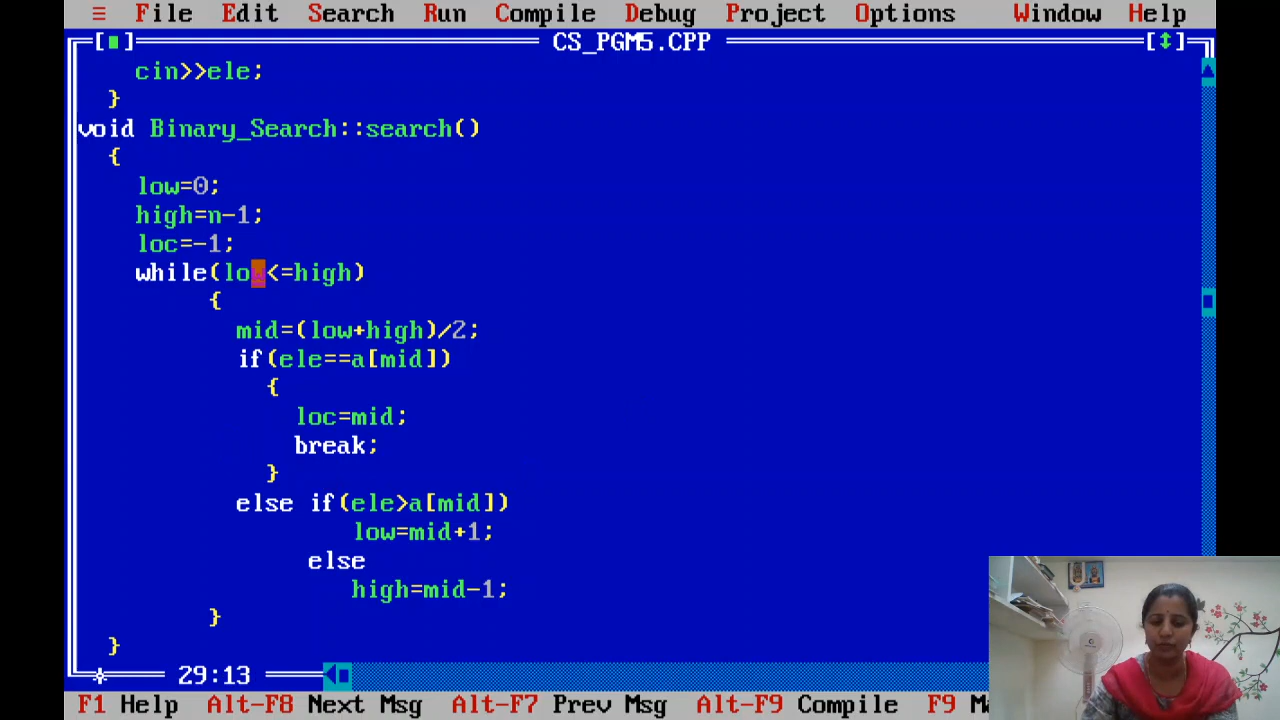 ≡ File Edit Search Run Compile Debug Project Options Window Help
[■] CS_PGM5.CPP [↕]
cin>>ele;
}
void Binary_Search::search()
{
low=0;
high=n-1;
loc=-1;
while(low<=high)
{
mid=(low+high)/2;
if(ele==a[mid])
{
loc=mid;
break;
}
else if(ele>a[mid])
low=mid+1;
else
high=mid-1;
}
}
29:13
F1 Help Alt-F8 Next Msg Alt-F7 Prev Msg Alt-F9 Compile F9